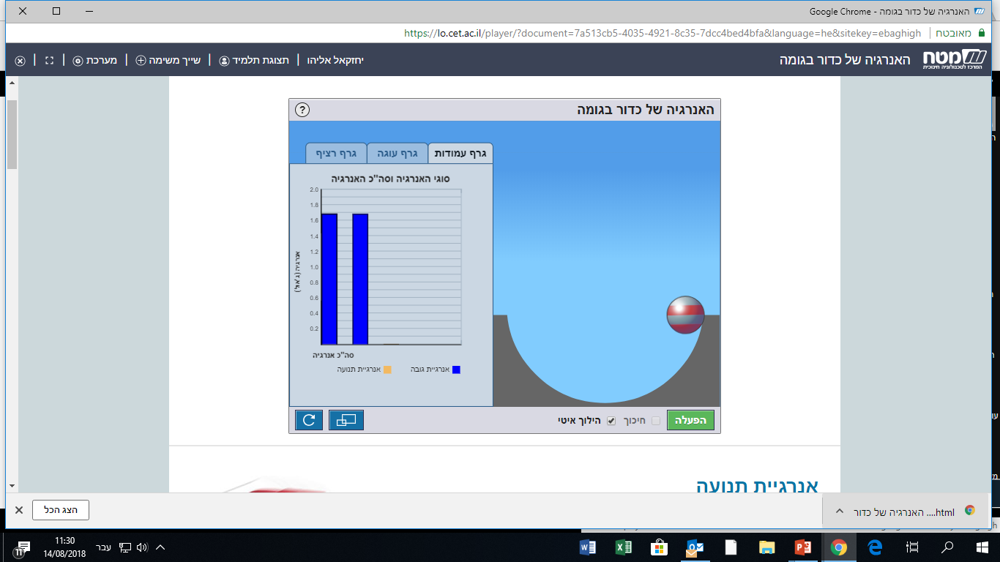 האנרגיה של כדור בגומה - Google Chrome
מאובטח
https://lo.cet.ac.il/player/?document=7a513cb5-4035-4921-8c35-7dcc4bed4bfa&language=he&sitekey=ebaghigh
מטח
המרכז לטכנולוגיה חינוכית
האנרגיה של כדור בגומה
יחזקאל אליהו
תצוגת תלמיד
שייך משימה
מערכת
האנרגיה של כדור בגומה
?
גרף עמודות
גרף עוגה
גרף רציף
סוגי האנרגיה וסה"כ האנרגיה
2.0
1.8
1.6
1.4
1.2
1.0
0.8
0.6
0.4
0.2
אנרגיה (ג'אול)
סה"כ אנרגיה
אנרגיית גובה
אנרגיית תנועה
הפעלה
חיכוך
הילוך איטי
אנרגיית תנועה
האנרגיה של כדור ....html
הצג הכל
11:30
14/08/2018
עבר
11